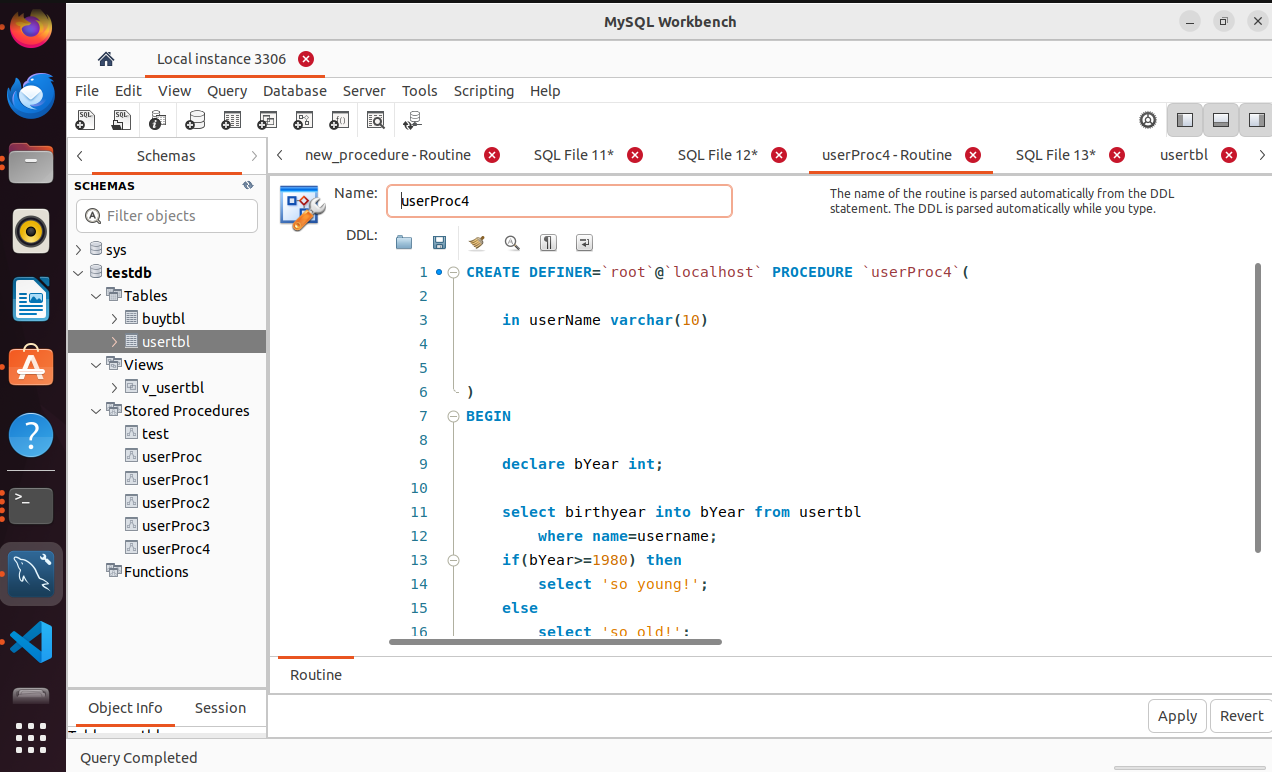 MySQL Workbench
Local instance 3306
File Edit View Query Database Server Tools Scripting Help
Schemas
new_procedure - Routine
SQL File 11*
SQL File 12*
userProc4 - Routine
SQL File 13*
usertbl
SCHEMAS
Filter objects
sys
testdb
Tables
buytbl
usertbl
Views
v_usertbl
Stored Procedures
test
userProc
userProc1
userProc2
userProc3
userProc4
Functions
Name: userProc4
The name of the routine is parsed automatically from the DDL
statement. The DDL is parsed automatically while you type.
DDL:
1 CREATE DEFINER=`root`@`localhost` PROCEDURE `userProc4`(
2
3 in userName varchar(10)
4
5
6 )
7 BEGIN
8
9 declare bYear int;
10
11 select birthyear into bYear from usertbl
12 where name=username;
13 if(bYear>=1980) then
14 select 'so young!';
15 else
16 select 'so old!';
Routine
Object Info Session
Apply Revert
Query Completed